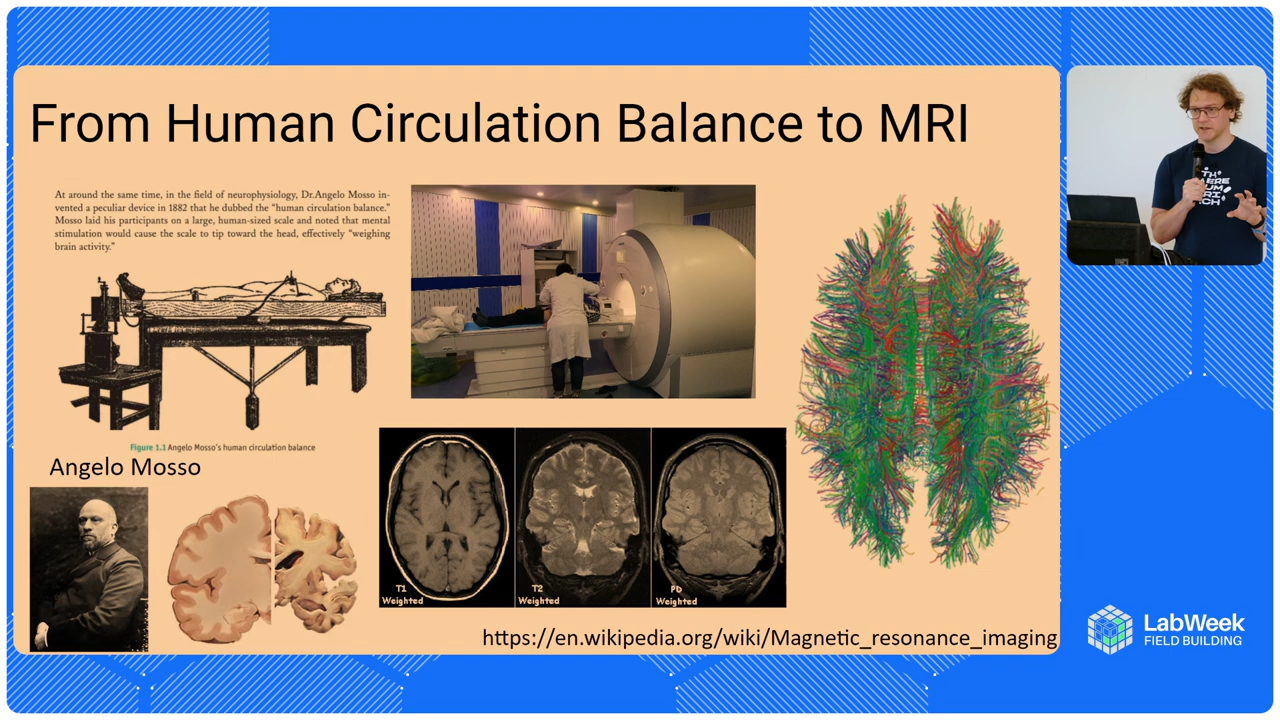 From Human Circulation Balance to MRI
At around the same time, in the field of neurophysiology, Dr.Angelo Mosso in-
vented a peculiar device in 1882 that he dubbed the “human circulation balance.”
Mosso laid his participants on a large, human-sized scale and noted that mental
stimulation would cause the scale to tip toward the head, effectively “weighing
brain activity.”
Figure 1.1 Angelo Mosso's human circulation balance
Angelo Mosso
T1
Weighted
T2
Weighted
PD
Weighted
https://en.wikipedia.org/wiki/Magnetic_resonance_imaging
LabWeek
FIELD BUILDING